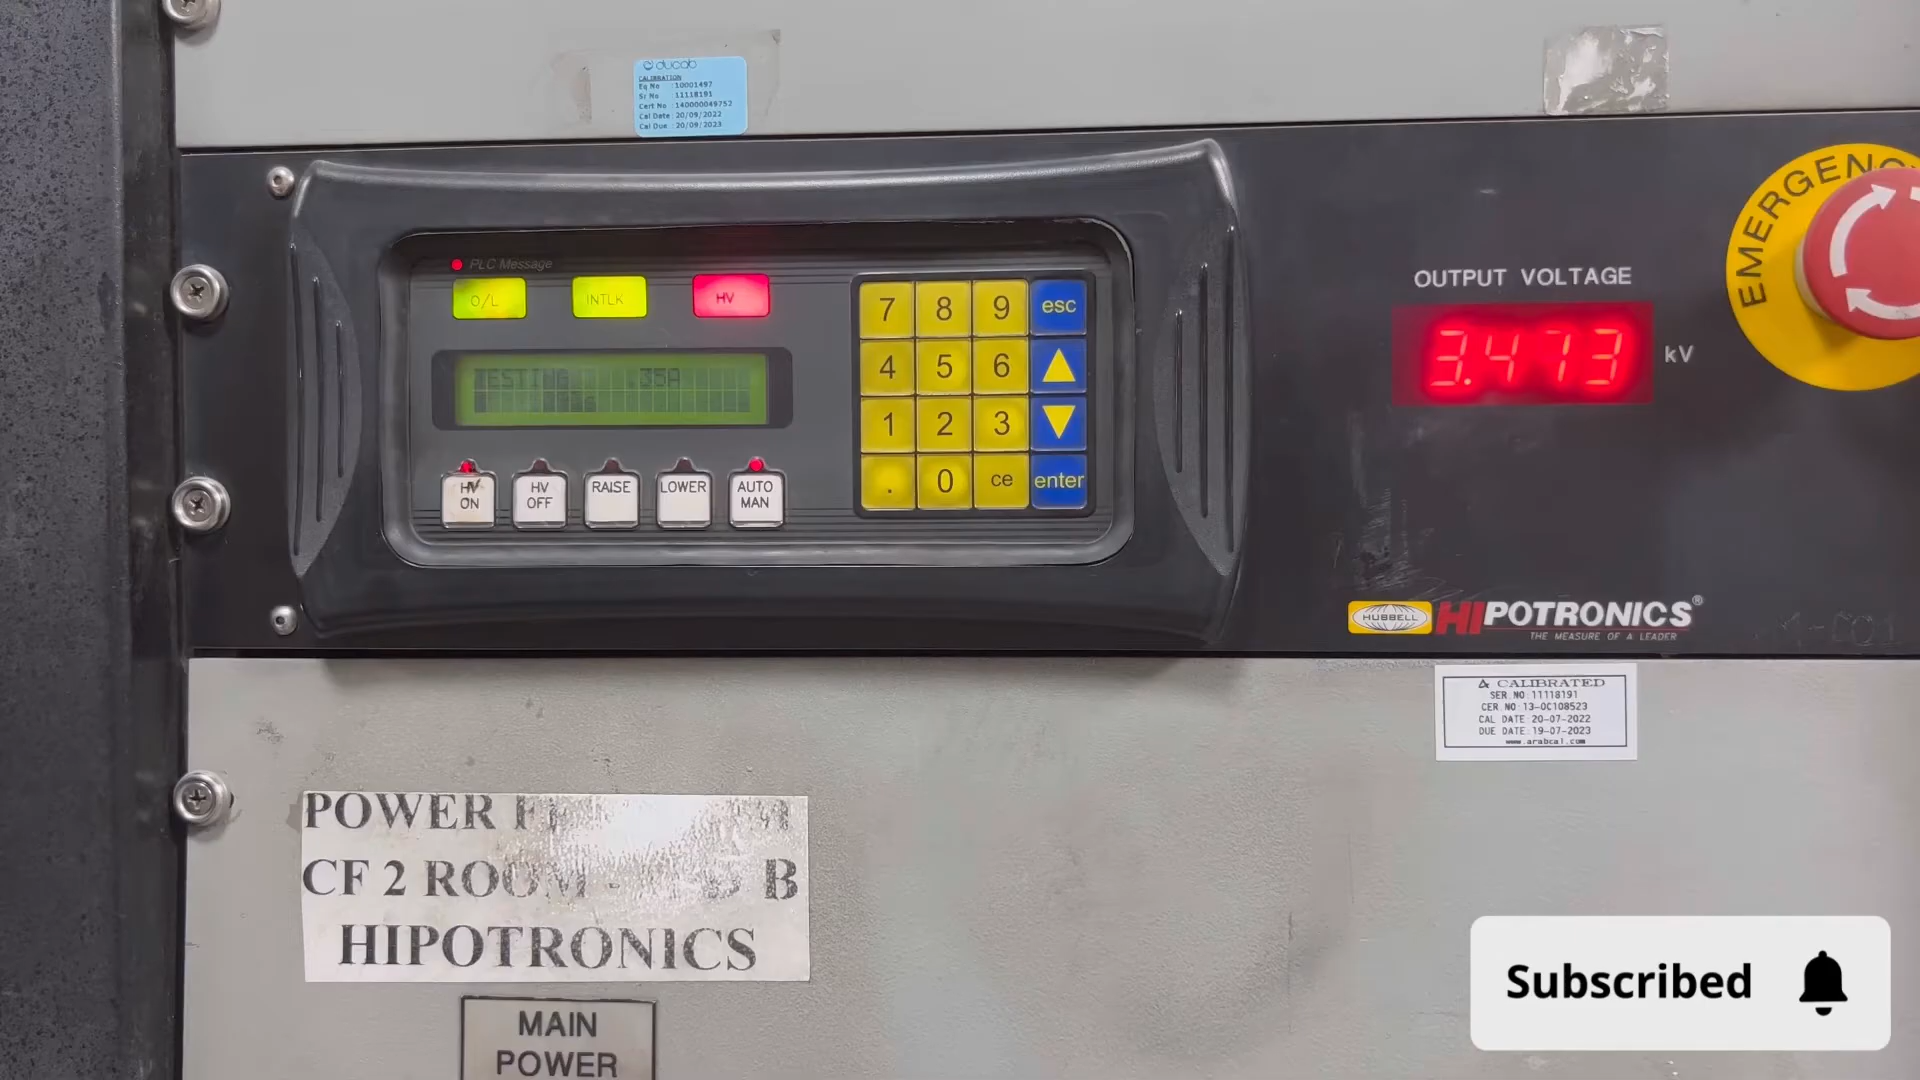 ducab
CALIBRATION
Eq No : 10001497
Sr No : 11118191
Cert No : 140000049752
Cal Date : 20/09/2022
Cal Due : 20/09/2023
EMERGENC
PLC Message
O/L
INTLK
HV
TESTING .35A
HV ON
HV OFF
RAISE
LOWER
AUTO MAN
7 8 9 esc
4 5 6
1 2 3
. 0 ce enter
OUTPUT VOLTAGE
3.473 kV
HUBBELL HIPOTRONICS®
THE MEASURE OF A LEADER
CALIBRATED
SER.NO:11118191
CER.NO:13-OC108523
CAL DATE:20-07-2022
DUE DATE:19-07-2023
www.arabcal.com
POWER
CF 2 ROOM - B
HIPOTRONICS
MAIN
POWER
Subscribed